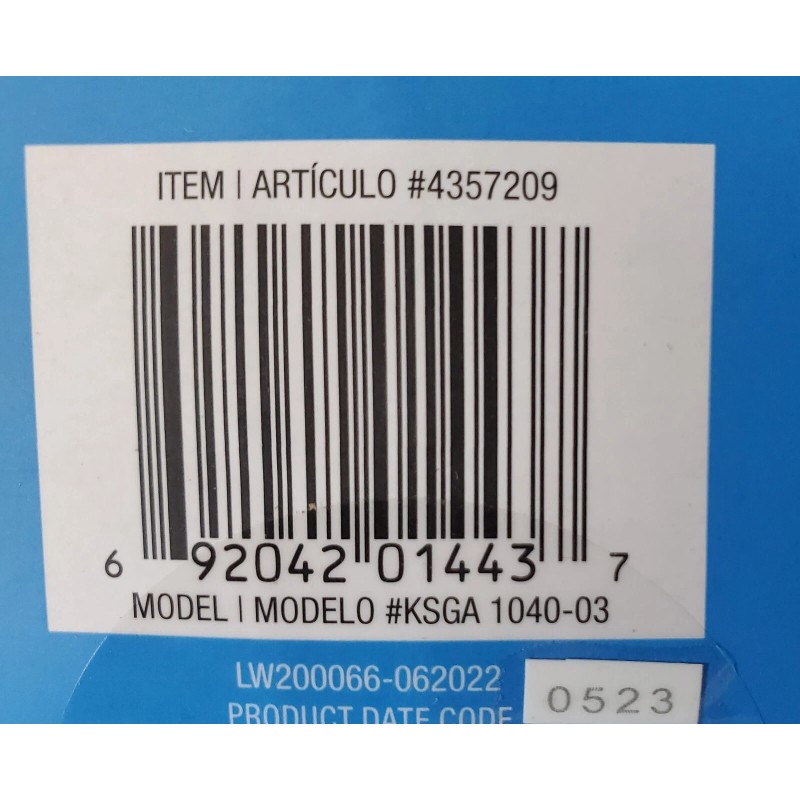 ITEM | ARTÍCULO #4357209
6 92042 01443 7
MODEL | MODELO #KSGA 1040-03
LW200066-062022
PRODUCT DATE CODE 0523